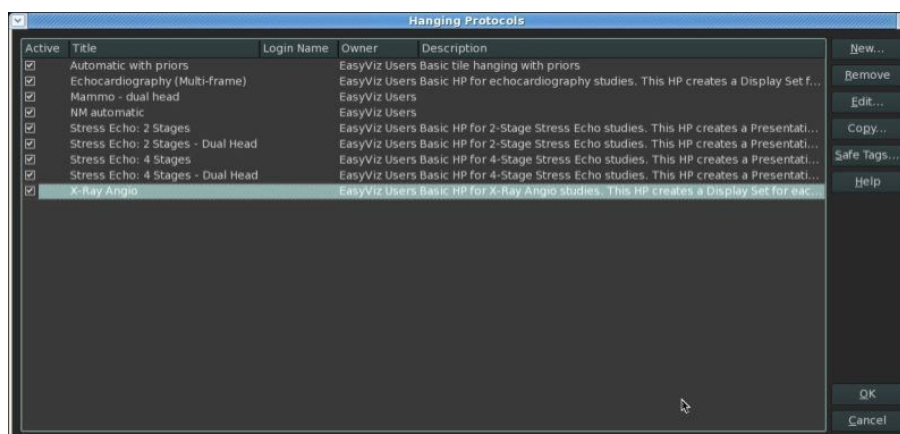 Hanging Protocols
Active Title Login Name Owner Description
Automatic with priors EasyViz Users Basic tile hanging with priors
Echocardiography (Multi-frame) EasyViz Users Basic HP for echocardiography studies. This HP creates a Display Set f...
Mammo - dual head EasyViz Users
NM automatic EasyViz Users
Stress Echo: 2 Stages EasyViz Users Basic HP for 2-Stage Stress Echo studies. This HP creates a Presentati...
Stress Echo: 2 Stages - Dual Head EasyViz Users Basic HP for 2-Stage Stress Echo studies. This HP creates a Presentati...
Stress Echo: 4 Stages EasyViz Users Basic HP for 4-Stage Stress Echo studies. This HP creates a Presentati...
Stress Echo: 4 Stages - Dual Head EasyViz Users Basic HP for 4-Stage Stress Echo studies. This HP creates a Presentati...
X-Ray Angio EasyViz Users Basic HP for X-Ray Angio studies. This HP creates a Display Set for eac...
New...
Remove
Edit...
Copy...
Safe Tags...
Help
OK
Cancel